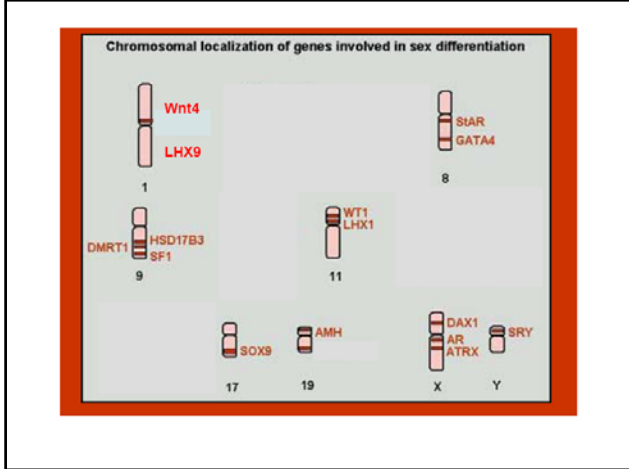 Chromosomal localization of genes involved in sex differentiation
Wnt4
LHX9
1
StAR
GATA4
8
DMRT1
HSD17B3
SF1
9
WT1
LHX1
11
SOX9
17
AMH
19
DAX1
AR
ATRX
X
SRY
Y